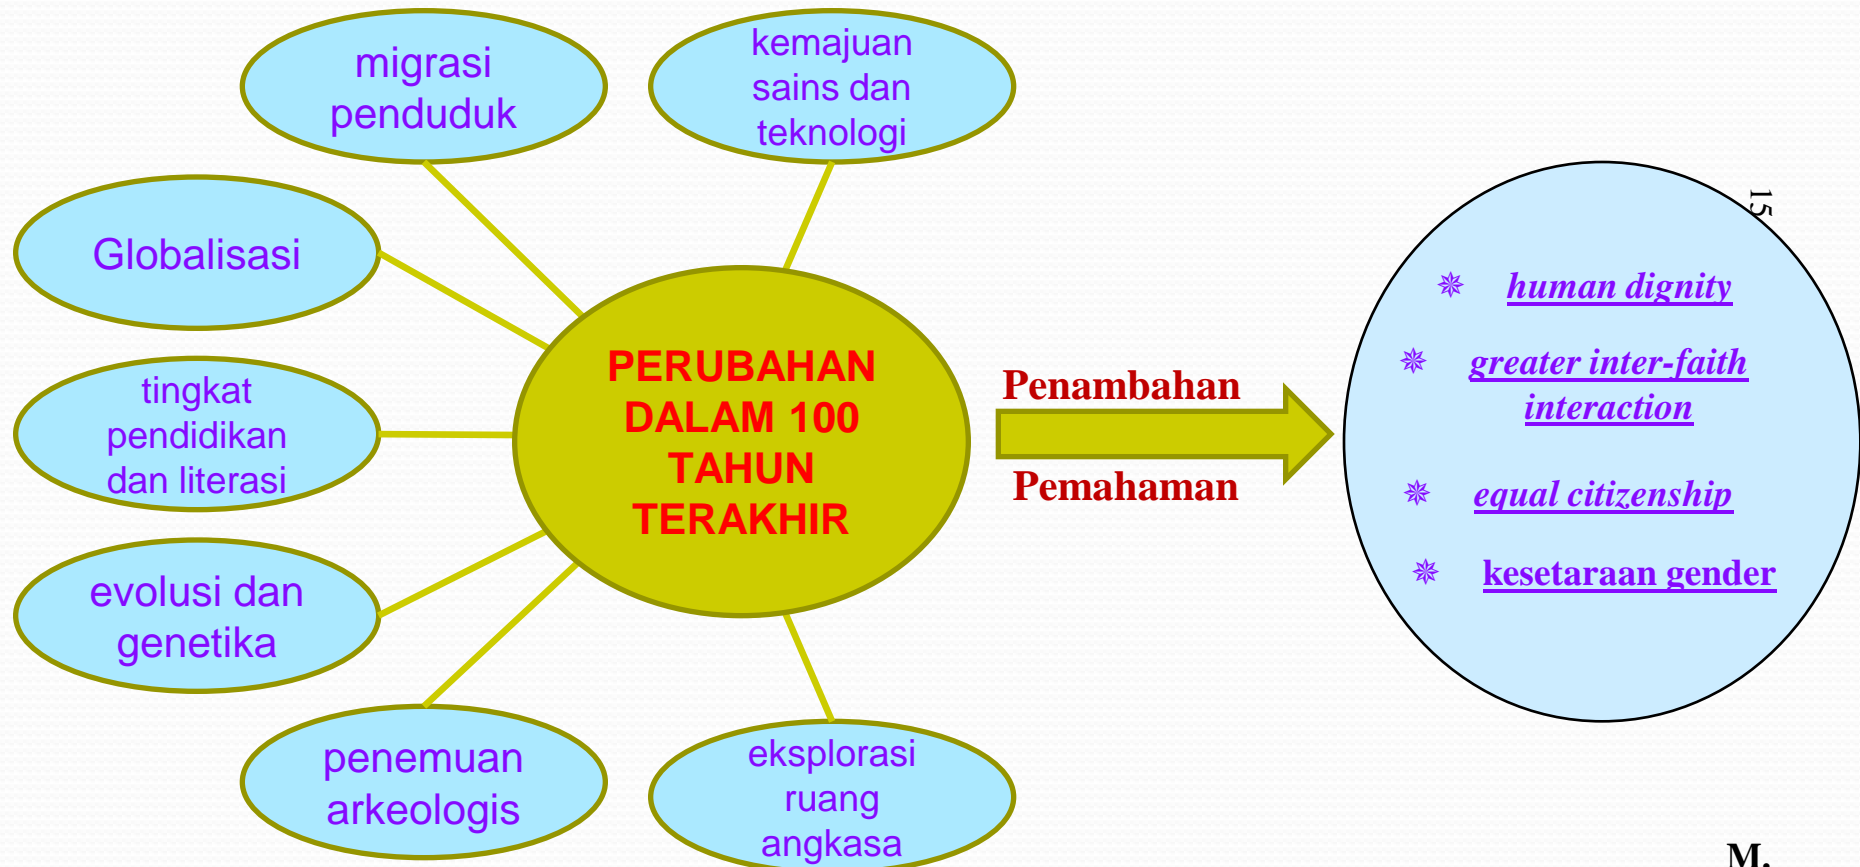 migrasi
penduduk
kemajuan
sains dan
teknologi
Globalisasi
tingkat
pendidikan
dan literasi
evolusi dan
genetika
penemuan
arkeologis
eksplorasi
ruang
angkasa
PERUBAHAN
DALAM 100
TAHUN
TERAKHIR
Penambahan
Pemahaman
15
human dignity
greater inter-faith
interaction
equal citizenship
kesetaraan gender
M.